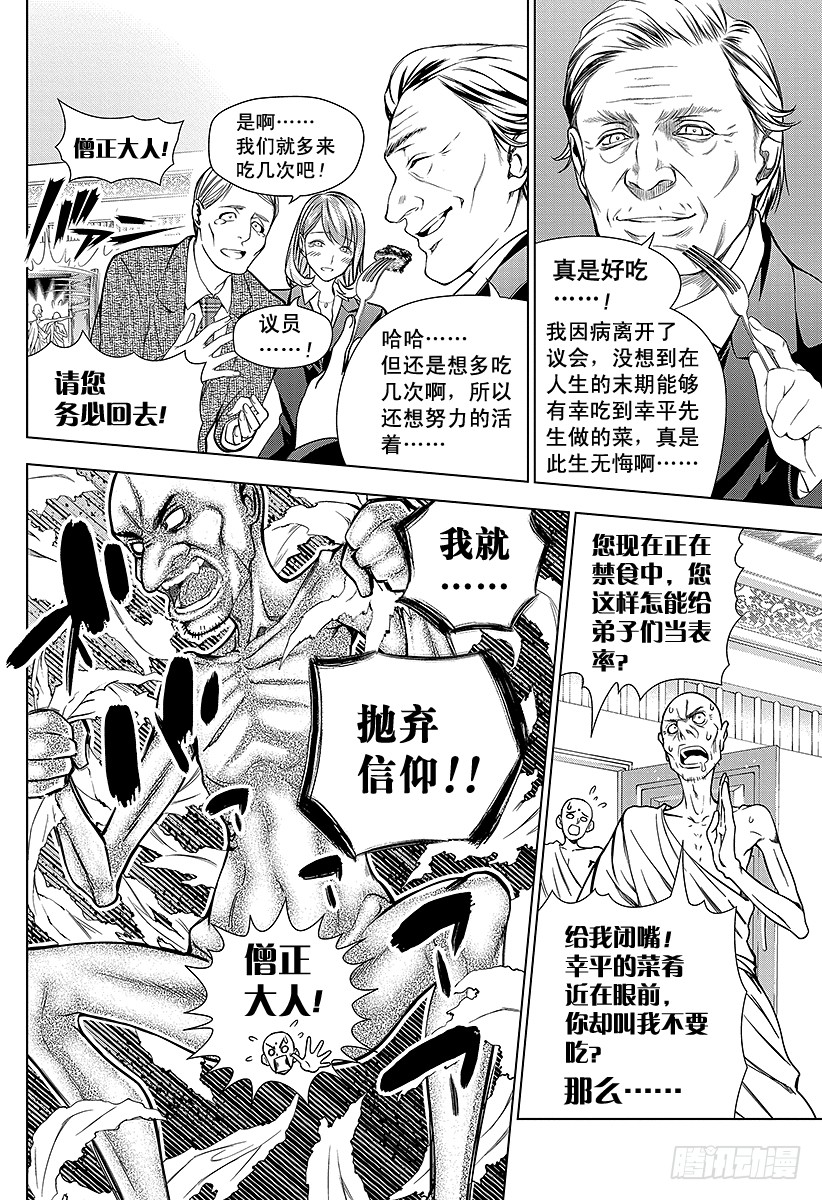 真是好吃
……！
我因病离开了
议会，没想到在
人生的末期能够
有幸吃到幸平先
生做的菜，真是
此生无悔啊……
是啊……
我们就多来
吃几次吧！
议员
……！
哈哈……
但还是想多吃
几次啊，所以
还想努力的活
着……
僧正大人！
请您
务必回去！
您现在正在
禁食中，您
这样怎能给
弟子们当表
率？
给我闭嘴！
幸平的菜肴
近在眼前，
你却叫我不要
吃？
那么……
我就
……
抛弃
信仰！！
僧正
大人！
腾讯动漫